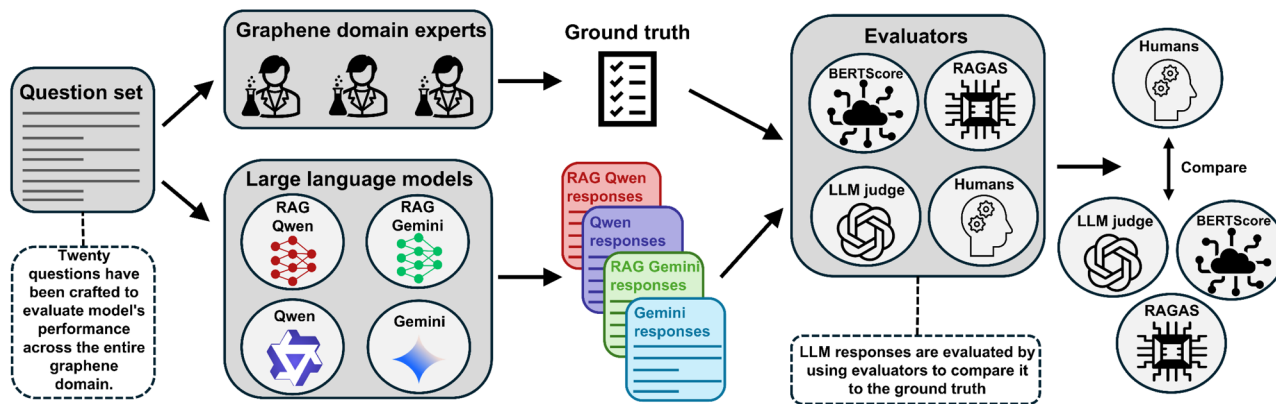 Question set
Twenty
questions have
been crafted to
evaluate model's
performance
across the entire
graphene
domain.
Graphene domain experts
Large language models
RAG
Qwen
RAG
Gemini
Qwen
Gemini
Ground truth
RAG Qwen
responses
Qwen
responses
RAG Gemini
responses
Gemini
responses
Evaluators
BERTScore
RAGAS
LLM judge
Humans
LLM responses are evaluated by
using evaluators to compare it
to the ground truth
Humans
Compare
LLM judge
BERTScore
RAGAS